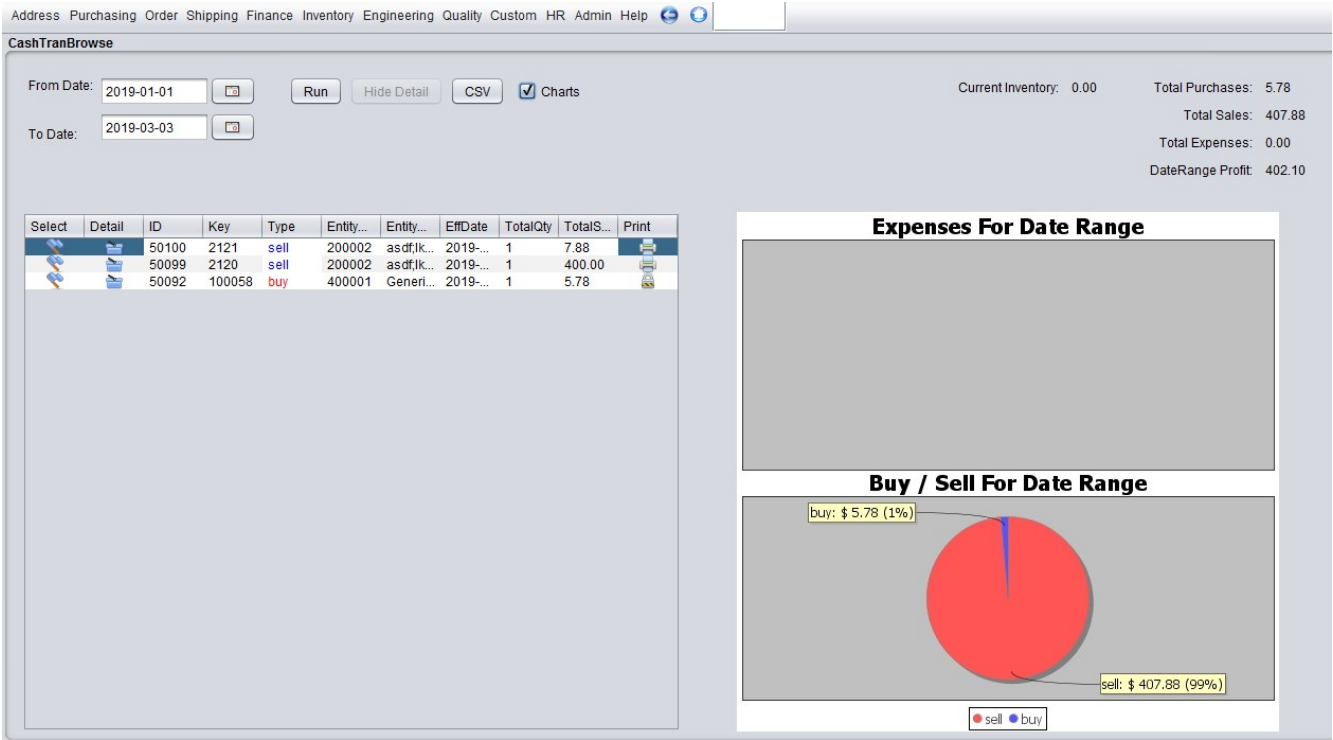 Address Purchasing Order Shipping Finance Inventory Engineering Quality Custom HR Admin Help
CashTranBrowse
From Date: 2019-01-01 Run Hide Detail CSV Charts Current Inventory: 0.00 Total Purchases: 5.78
Total Sales: 407.88
To Date: 2019-03-03
Total Expenses: 0.00
DateRange Profit: 402.10
Select Detail ID Key Type Entity... Entity... EffDate TotalQty TotalS... Print
50100 2121 sell 200002 asdf;lk... 2019-... 1 7.88
50099 2120 sell 200002 asdf;lk... 2019-... 1 400.00
50092 100058 buy 400001 Generi... 2019-... 1 5.78
Expenses For Date Range
Buy / Sell For Date Range
buy: $ 5.78 (1%)
sell: $ 407.88 (99%)
sell buy